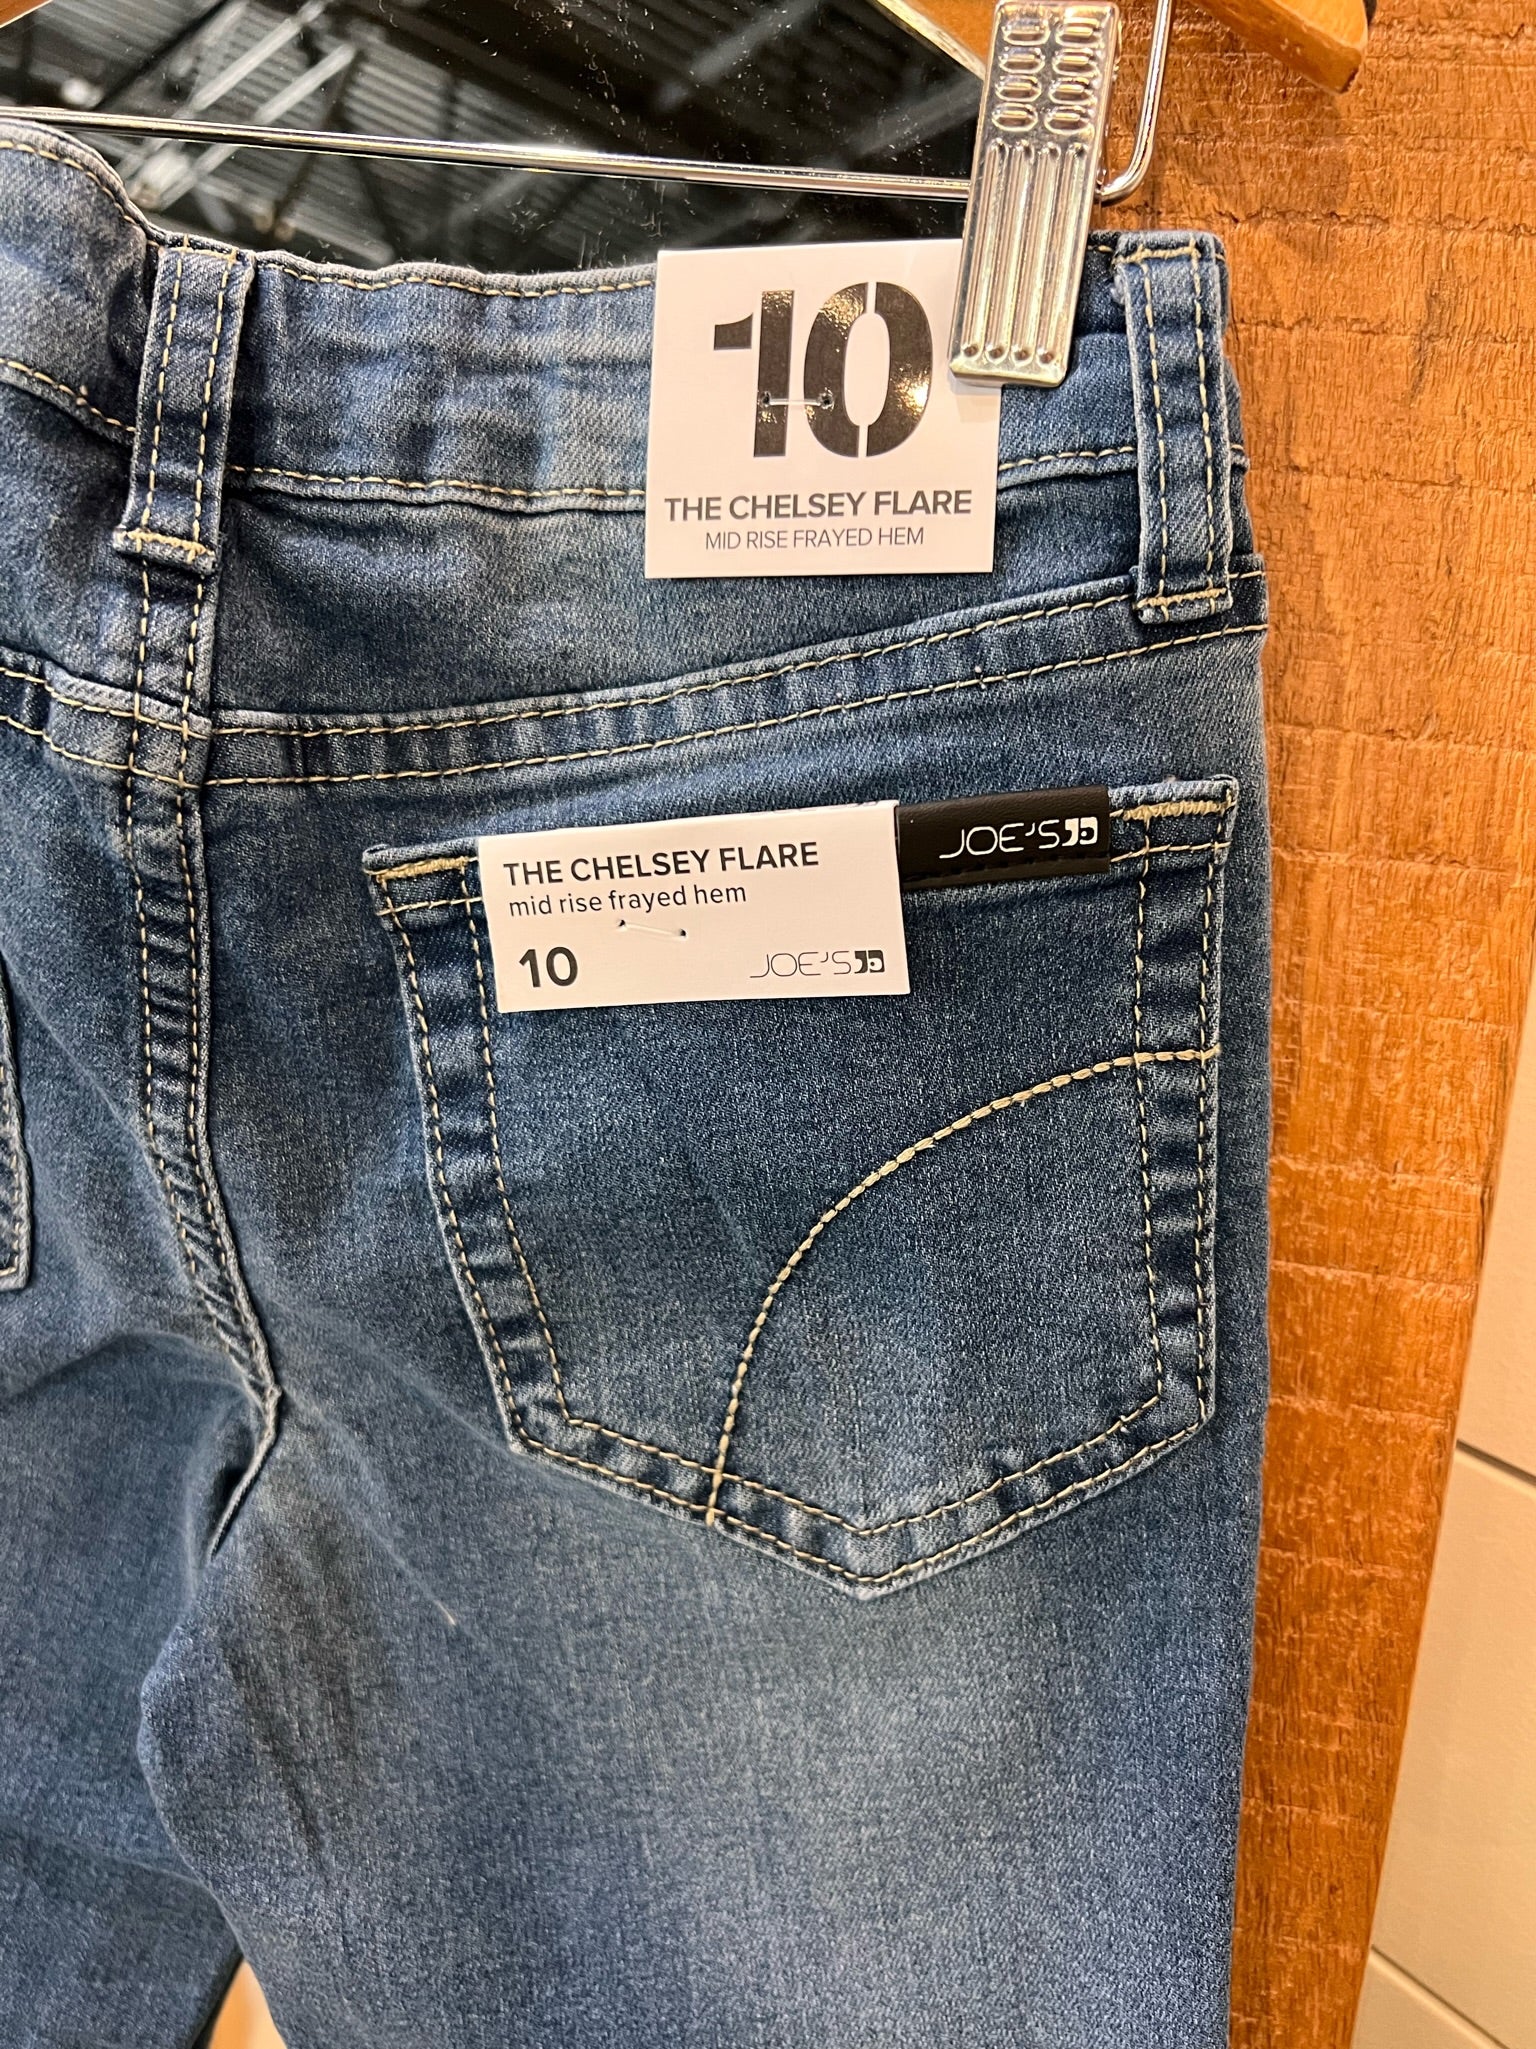 10
THE CHELSEY FLARE
MID RISE FRAYED HEM
JOE'S
THE CHELSEY FLARE
mid rise frayed hem
10
JOE'S